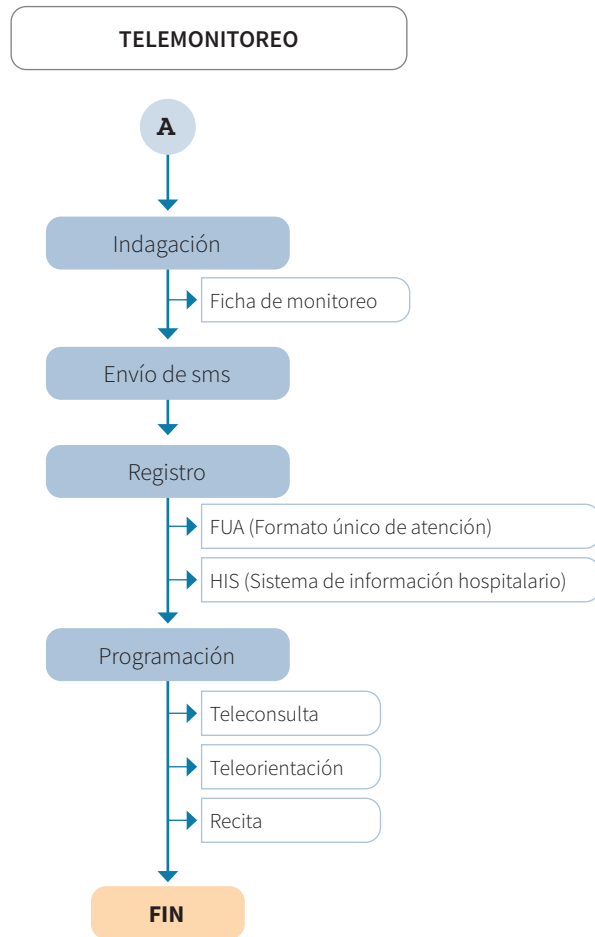 TELEMONITOREO
A
Indagación
Ficha de monitoreo
Envío de sms
Registro
FUA (Formato único de atención)
HIS (Sistema de información hospitalario)
Programación
Teleconsulta
Teleorientación
Recita
FIN